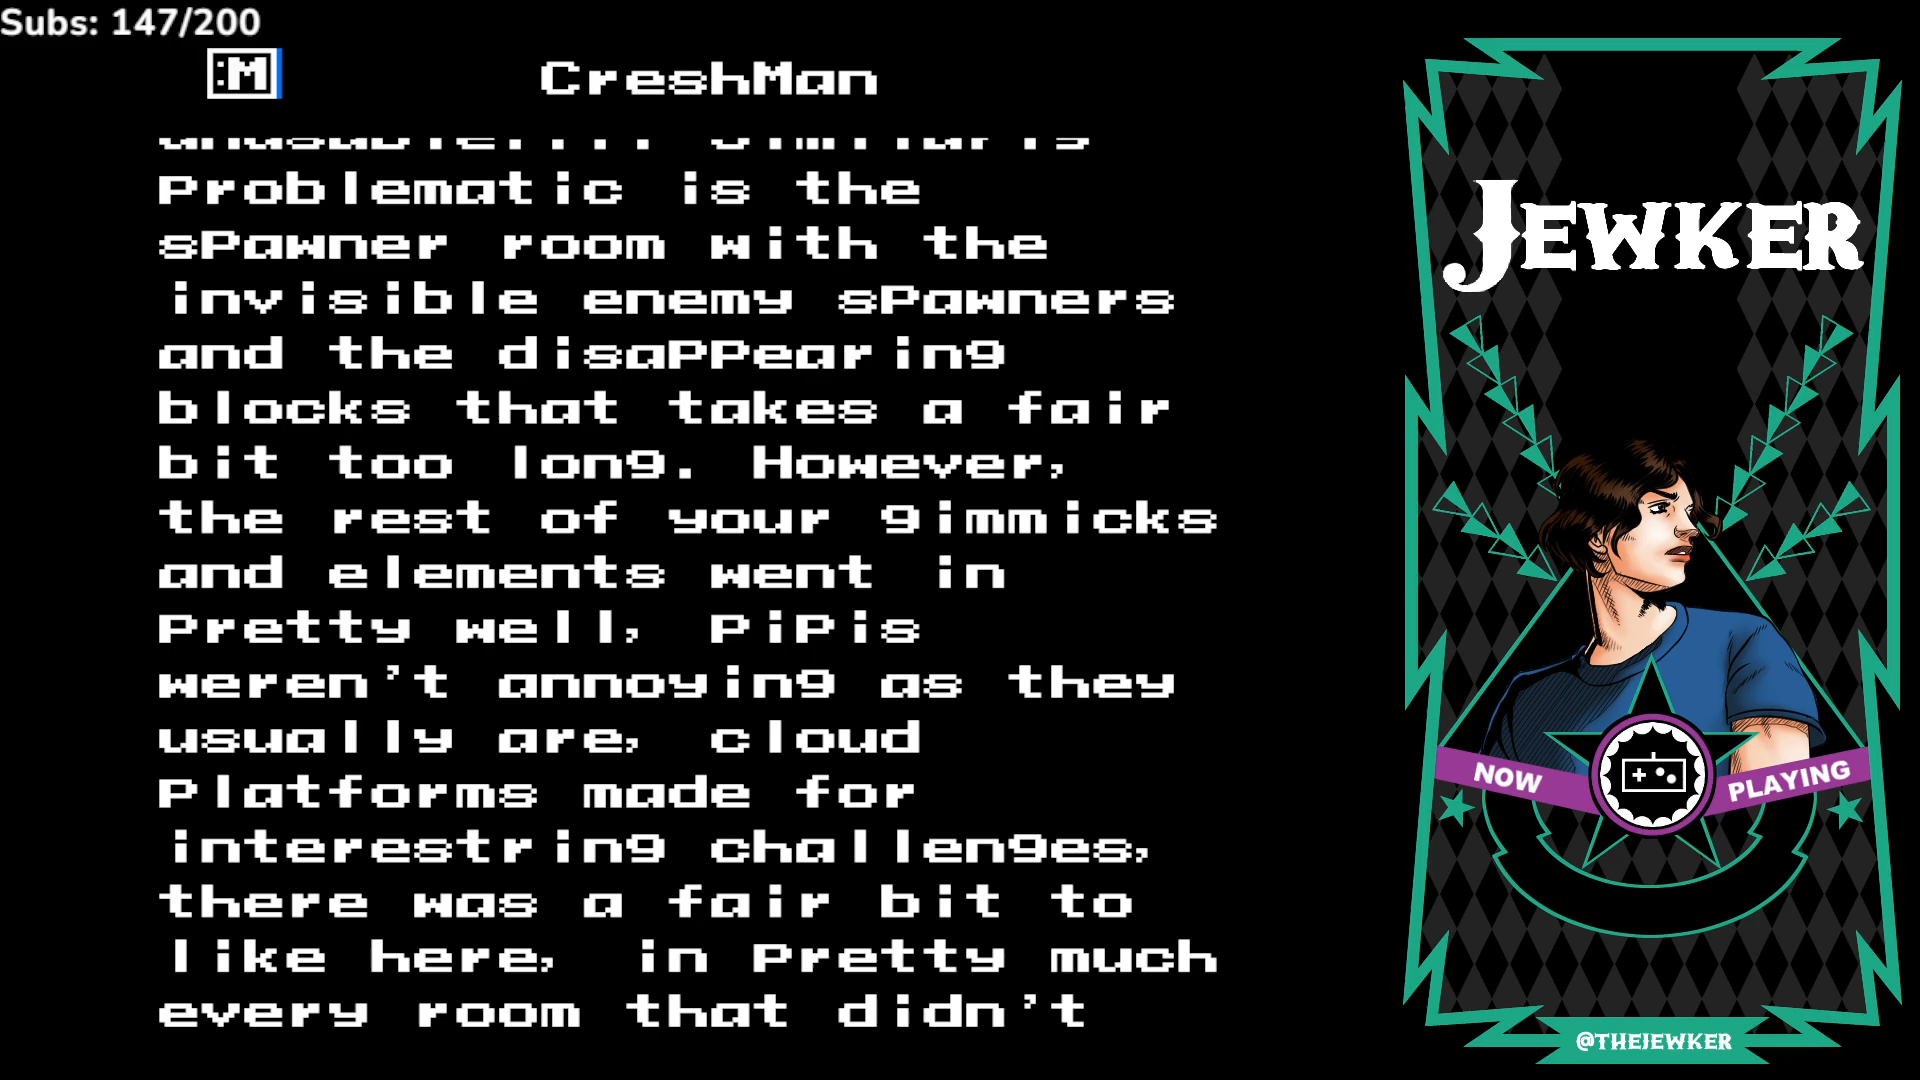 Subs: 147/200
:M
CreshMan
Problematic is the
spawner room with the
invisible enemy spawners
and the disappearing
blocks that takes a fair
bit too long. However,
the rest of your gimmicks
and elements went in
pretty well, pipis
weren't annoying as they
usually are, cloud
platforms made for
interestring challenges,
there was a fair bit to
like here, in pretty much
every room that didn't
JEWKER
NOW PLAYING
@THEJEWKER